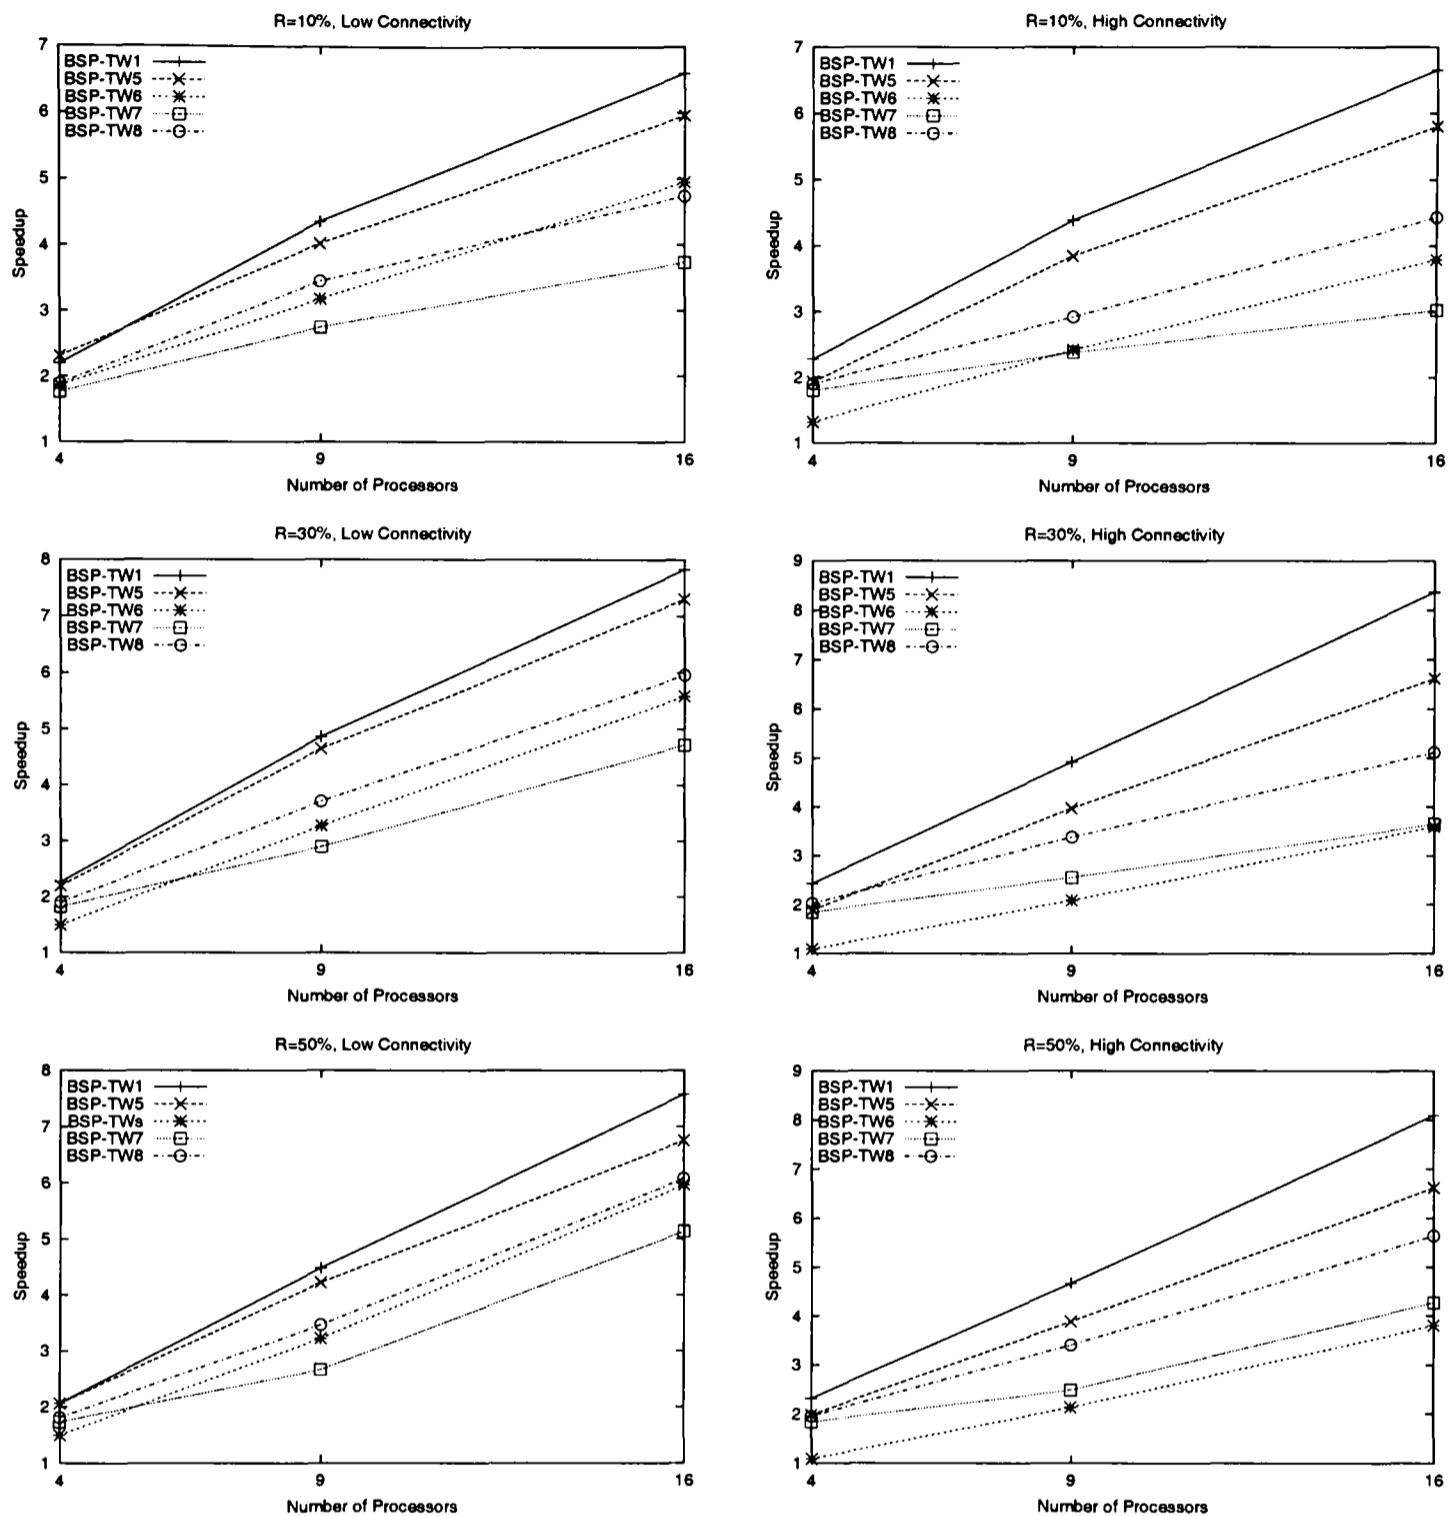 R=10%, Low Connectivity
7
6
5
4
3
2
1
Speedup
BSP-TW1
BSP-TW5
BSP-TW6
BSP-TW7
BSP-TW8
4 9 16
Number of Processors
R=10%, High Connectivity
7
6
5
4
3
2
1
Speedup
BSP-TW1
BSP-TW5
BSP-TW6
BSP-TW7
BSP-TW8
4 9 16
Number of Processors
R=30%, Low Connectivity
8
7
6
5
4
3
2
1
Speedup
BSP-TW1
BSP-TW5
BSP-TW6
BSP-TW7
BSP-TW8
4 9 16
Number of Processors
R=30%, High Connectivity
9
8
7
6
5
4
3
2
1
Speedup
BSP-TW1
BSP-TW5
BSP-TW6
BSP-TW7
BSP-TW8
4 9 16
Number of Processors
R=50%, Low Connectivity
8
7
6
5
4
3
2
1
Speedup
BSP-TW1
BSP-TW5
BSP-TWs
BSP-TW7
BSP-TW8
4 9 16
Number of Processors
R=50%, High Connectivity
9
8
7
6
5
4
3
2
1
Speedup
BSP-TW1
BSP-TW5
BSP-TW6
BSP-TW7
BSP-TW8
4 9 16
Number of Processors